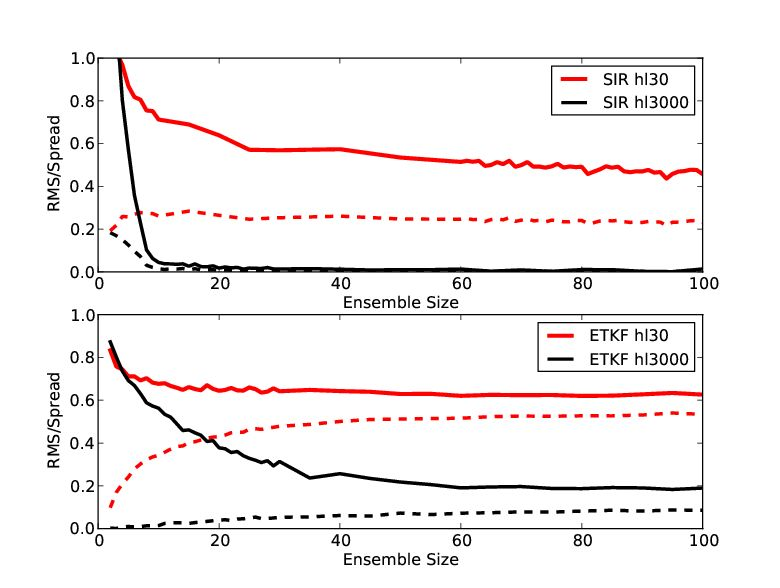 1.0
0.8
0.6
0.4
0.2
0.0
RMS/Spread
SIR hl30
SIR hl3000
0 20 40 60 80 100
Ensemble Size
1.0
0.8
0.6
0.4
0.2
0.0
RMS/Spread
ETKF hl30
ETKF hl3000
0 20 40 60 80 100
Ensemble Size